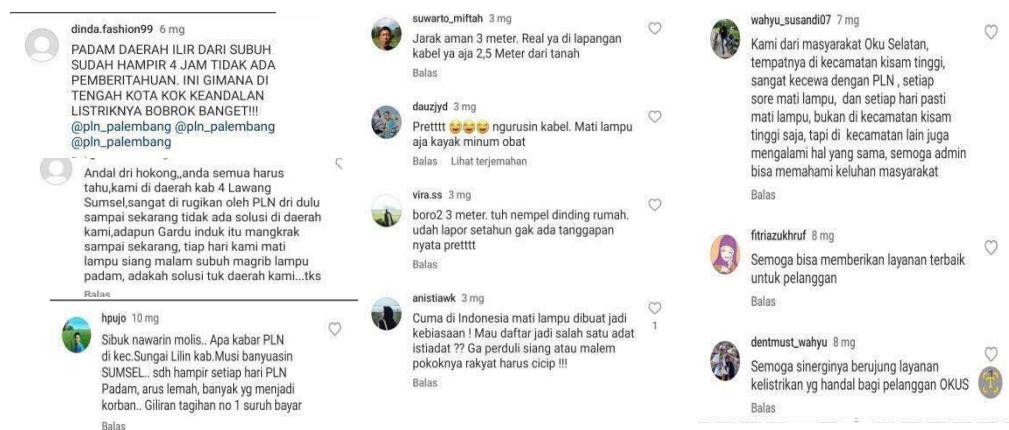 dinda.fashion99 6 mg
PADAM DAERAH ILIR DARI SUBUH
SUDAH HAMPIR 4 JAM TIDAK ADA
PEMBERITAHUAN. INI GIMANA DI
TENGAH KOTA KOK KEANDALAN
LISTRIKNYA BOBROK BANGET!!!
@pln_palembang @pln_palembang
@pln_palembang
Andal dri hokong,,anda semua harus
tahu,kami di daerah kab 4 Lawang
Sumsel,sangat di rugikan oleh PLN dri dulu
sampai sekarang tidak ada solusi di daerah
kami,adapun Gardu induk itu mangkrak
sampai sekarang, tiap hari kami mati
lampu siang malam subuh magrib lampu
padam, adakah solusi tuk daerah kami...tks
Balas
hpujo 10 mg
Sibuk nawarin molis.. Apa kabar PLN
di kec.Sungai Lilin kab.Musi banyuasin
SUMSEL.. sdh hampir setiap hari PLN
Padam, arus lemah, banyak yg menjadi
korban.. Giliran tagihan no 1 suruh bayar
Balas
suwarto_miftah 3 mg
Jarak aman 3 meter. Real ya di lapangan
kabel ya aja 2,5 Meter dari tanah
Balas
dauzjyd 3 mg
Pretttt 😂😂😂 ngurusin kabel. Mati lampu
aja kayak minum obat
Balas Lihat terjemahan
vira.ss 3 mg
boro2 3 meter. tuh nempel dinding rumah.
udah lapor setahun gak ada tanggapan
nyata pretttt
Balas
anistiawk 3 mg
Cuma di Indonesia mati lampu dibuat jadi
kebiasaan ! Mau daftar jadi salah satu adat
istiadat ?? Ga perduli siang atau malem
pokoknya rakyat harus cicip !!!
1
Balas
wahyu_susandi07 7 mg
Kami dari masyarakat Oku Selatan,
tempatnya di kecamatan kisam tinggi,
sangat kecewa dengan PLN , setiap
sore mati lampu, dan setiap hari pasti
mati lampu, bukan di kecamatan kisam
tinggi saja, tapi di kecamatan lain juga
mengalami hal yang sama, semoga admin
bisa memahami keluhan masyarakat
Balas
fitriazukhruf 8 mg
Semoga bisa memberikan layanan terbaik
untuk pelanggan
Balas
dentmust_wahyu 8 mg
Semoga sinerginya berujung layanan
kelistrikan yg handal bagi pelanggan OKUS
Balas